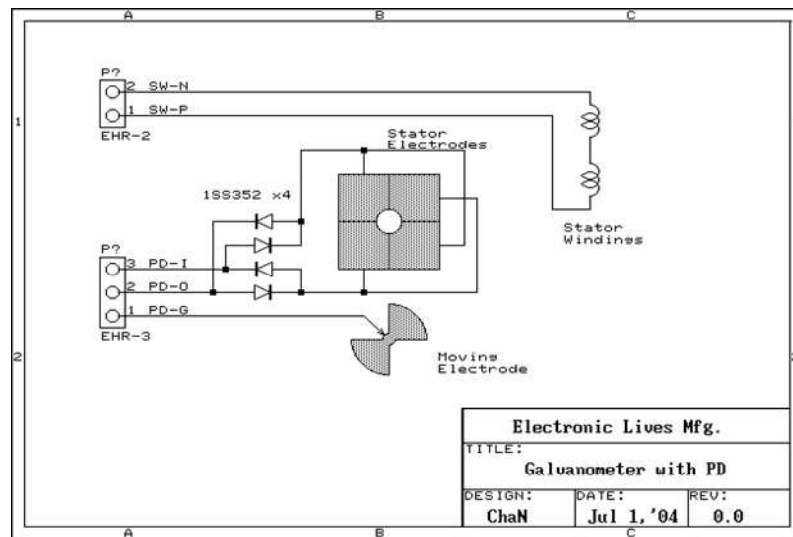 A B C
P?
2 SW-N
1 SW-P
EHR-2
1
Stator
Electrodes
1SS352 x4
Stator
Windings
P?
3 PD-I
2 PD-O
1 PD-G
EHR-3
2
Moving
Electrode
Electronic Lives Mfg.
TITLE:
Galvanometer with PD
DESIGN: DATE: REV:
ChaN Jul 1,'04 0.0
A B C